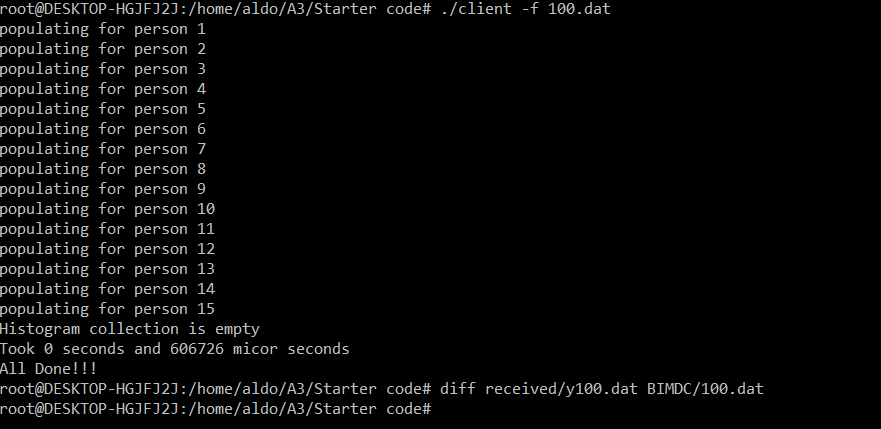 root@DESKTOP-HGJFJ2J:/home/aldo/A3/Starter code# ./client -f 100.dat
populating for person 1
populating for person 2
populating for person 3
populating for person 4
populating for person 5
populating for person 6
populating for person 7
populating for person 8
populating for person 9
populating for person 10
populating for person 11
populating for person 12
populating for person 13
populating for person 14
populating for person 15
Histogram collection is empty
Took 0 seconds and 606726 micor seconds
All Done!!!
root@DESKTOP-HGJFJ2J:/home/aldo/A3/Starter code# diff received/y100.dat BIMDC/100.dat
root@DESKTOP-HGJFJ2J:/home/aldo/A3/Starter code#